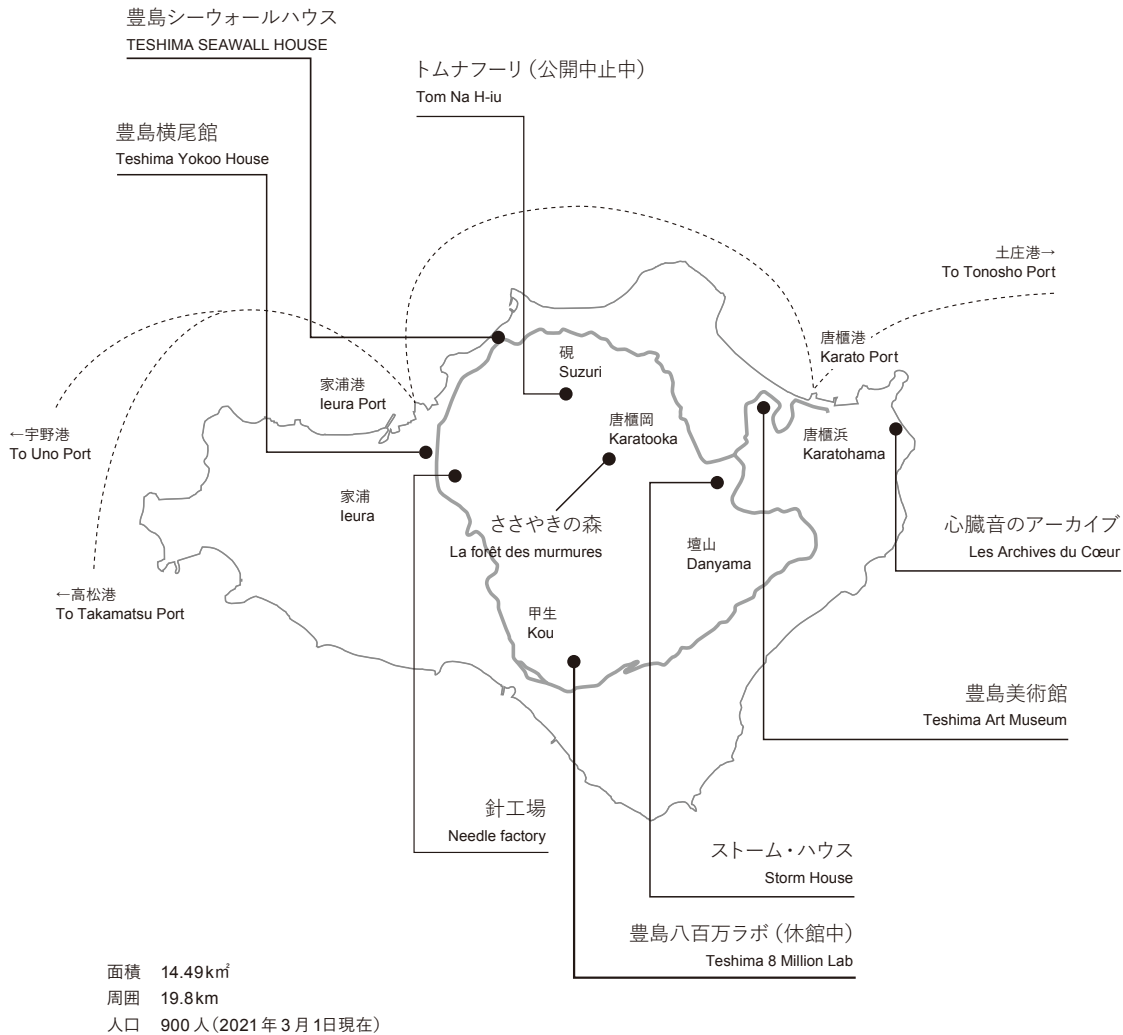 豊島シーウォールハウス
TESHIMA SEAWALL HOUSE
トムナフーリ（公開中止中）
Tom Na H-iu
豊島横尾館
Teshima Yokoo House
土庄港→
To Tonosho Port
唐櫃港
Karato Port
硯
Suzuri
家浦港
Ieura Port
←宇野港
To Uno Port
唐櫃岡
Karatooka
唐櫃浜
Karatohama
家浦
Ieura
ささやきの森
La forêt des murmures
心臓音のアーカイブ
Les Archives du Cœur
壇山
Danyama
←高松港
To Takamatsu Port
甲生
Kou
豊島美術館
Teshima Art Museum
針工場
Needle factory
ストーム・ハウス
Storm House
豊島八百万ラボ（休館中）
Teshima 8 Million Lab
面積 14.49k㎡
周囲 19.8km
人口 900人（2021年3月1日現在）